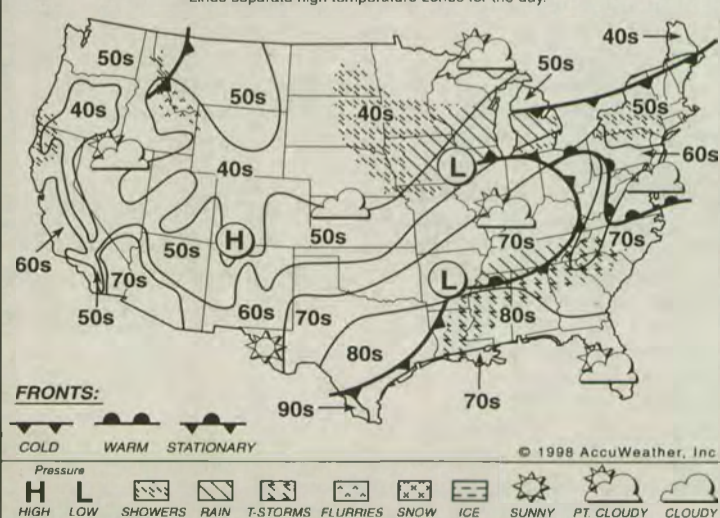 Lines separate high temperature zones for the day.
40s
50s
50s
50s
40s
50s
40s
60s
40s
L
H
50s
50s
70s
70s
60s
70s
50s
60s
70s
L
80s
80s
90s
70s
FRONTS:
COLD WARM STATIONARY
© 1998 AccuWeather, Inc
Pressure
H L
HIGH LOW SHOWERS RAIN T-STORMS FLURRIES SNOW ICE SUNNY PT. CLOUDY CLOUDY